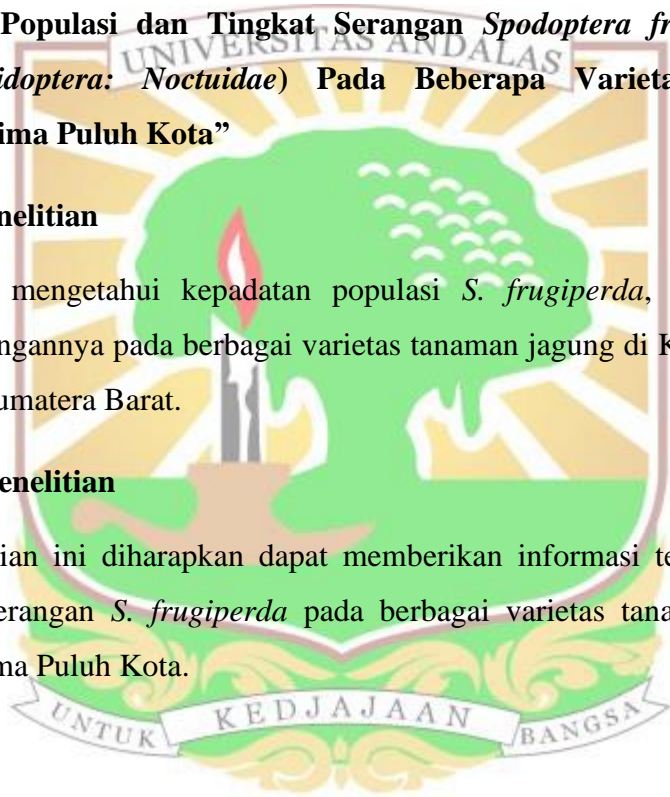 Populasi dan Tingkat Serangan Spodoptera fr
UNIVERSITAS ANDALAS
idoptera: Noctuidae) Pada Beberapa Varieta
ima Puluh Kota”
nelitian
mengetahui kepadatan populasi S. frugiperda,
ngannya pada berbagai varietas tanaman jagung di K
umatera Barat.
enelitian
ian ini diharapkan dapat memberikan informasi te
erangan S. frugiperda pada berbagai varietas tana
ma Puluh Kota.
UNTUK KEDJAJAAN BANGSA